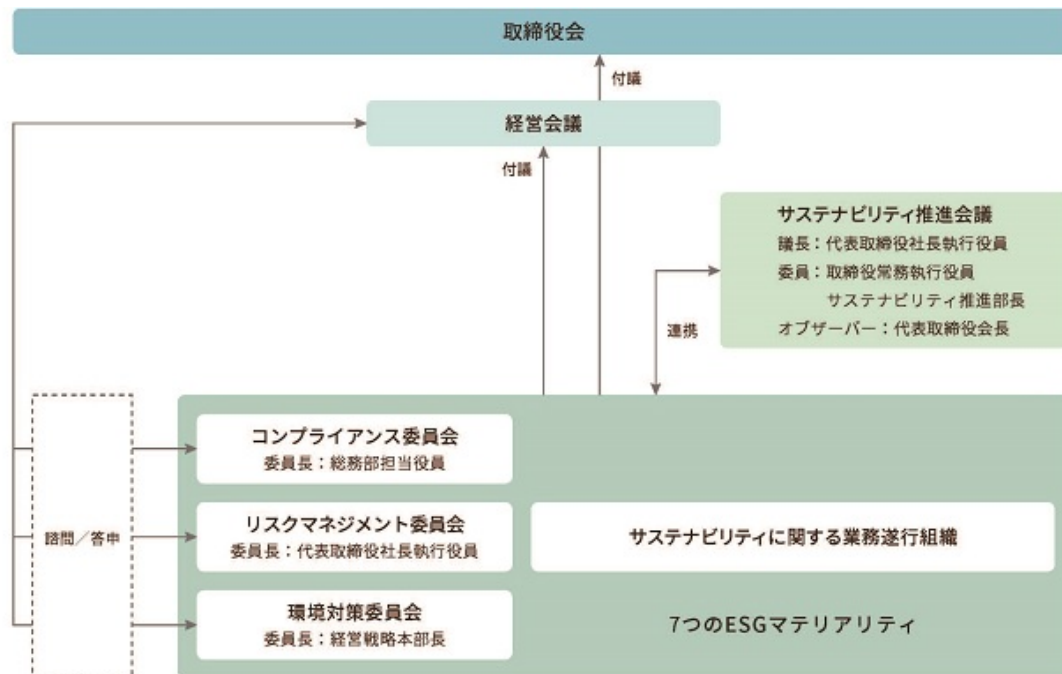 取締役会
付議
経営会議
付議
サステナビリティ推進会議
議長：代表取締役社長執行役員
委員：取締役常務執行役員
サステナビリティ推進部長
オブザーバー：代表取締役会長
連携
コンプライアンス委員会
委員長：総務部担当役員
諮問／答申
リスクマネジメント委員会
委員長：代表取締役社長執行役員
サステナビリティに関する業務遂行組織
環境対策委員会
委員長：経営戦略本部長
7つのESGマテリアリティ